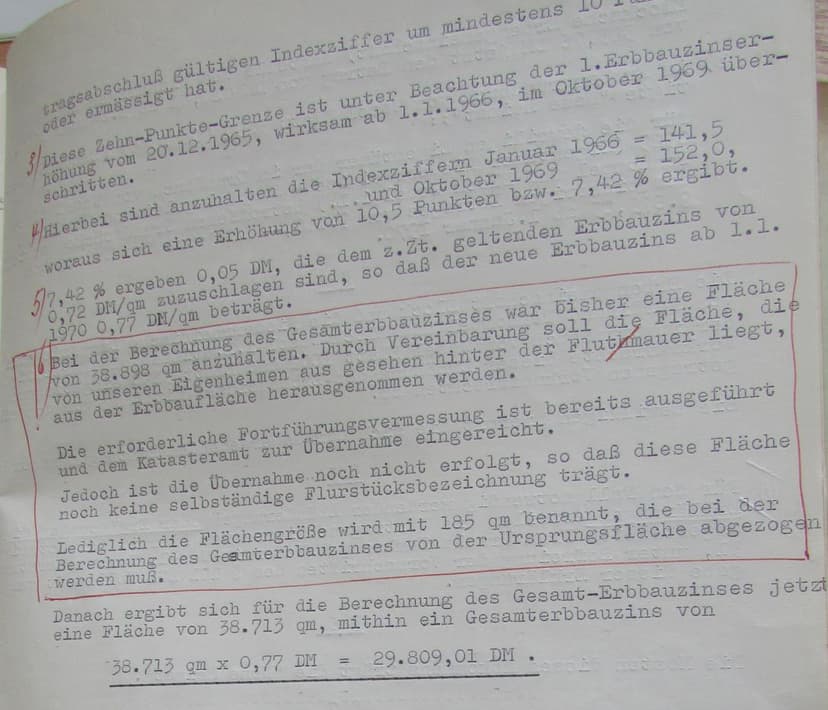 tragsabschluß gültigen Indexziffer um mindestens 10
oder ermässigt hat.
3/ Diese Zehn-Punkte-Grenze ist unter Beachtung der 1.Erbbauzinser-
höhung vom 20.12.1965, wirksam ab 1.1.1966, im Oktober 1969 über-
schritten.
4/ Hierbei sind anzuhalten die Indexziffern Januar 1966 = 141,5
und Oktober 1969 = 152,0,
woraus sich eine Erhöhung von 10,5 Punkten bzw. 7,42 % ergibt.
5) 7,42 % ergeben 0,05 DM, die dem z.Zt. geltenden Erbbauzins von
0,72 DM/qm zuzuschlagen sind, so daß der neue Erbbauzins ab 1.1.
1970 0,77 DM/qm beträgt.
6 Bei der Berechnung des Gesamterbbauzinses war bisher eine Fläche
von 38.898 qm anzuhalten. Durch Vereinbarung soll die Fläche, die
von unseren Eigenheimen aus gesehen hinter der Fluthmauer liegt,
aus der Erbbaufläche herausgenommen werden.
Die erforderliche Fortführungsvermessung ist bereits ausgeführt
und dem Katasteramt zur Übernahme eingereicht.
Jedoch ist die Übernahme noch nicht erfolgt, so daß diese Fläche
noch keine selbständige Flurstücksbezeichnung trägt.
Lediglich die Flächengröße wird mit 185 qm benannt, die bei der
Berechnung des Gesamterbbauzinses von der Ursprungsfläche abgezogen
werden muß.
Danach ergibt sich für die Berechnung des Gesamt-Erbbauzinses jetzt
eine Fläche von 38.713 qm, mithin ein Gesamterbbauzins von
38.713 qm x 0,77 DM = 29.809,01 DM .